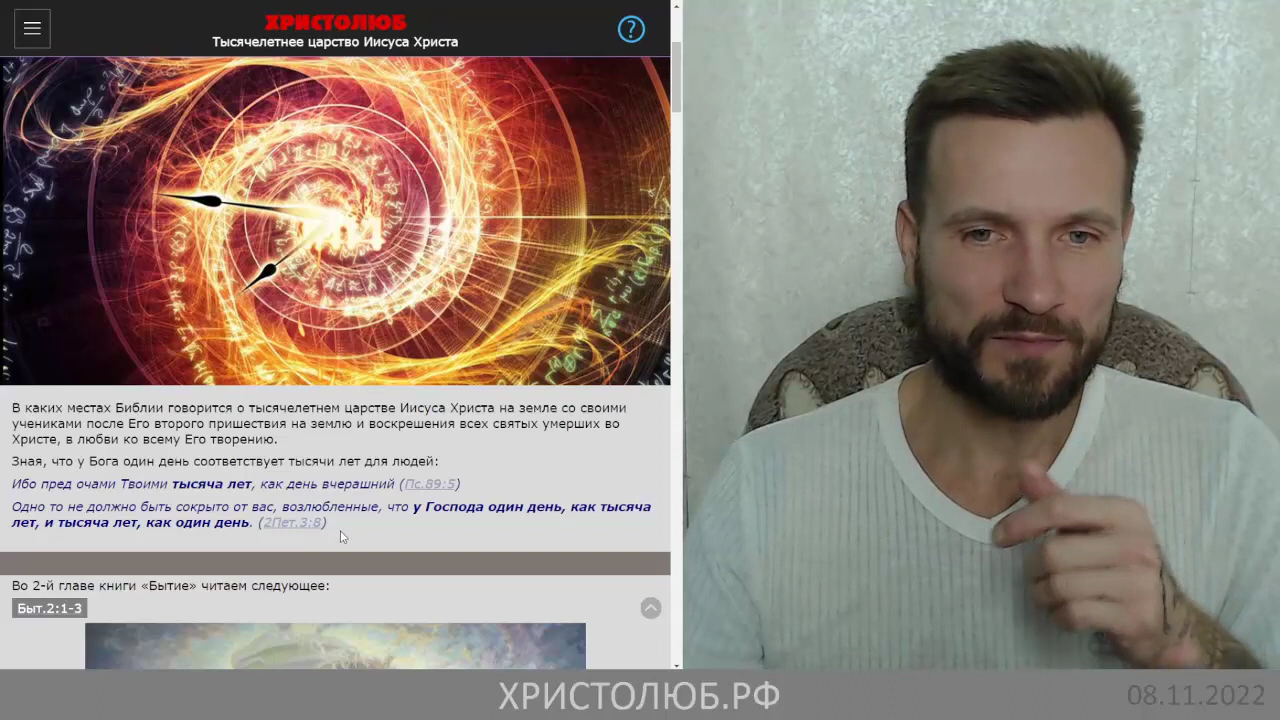 ХРИСТОЛЮБ
Тысячелетнее царство Иисуса Христа
?
В каких местах Библии говорится о тысячелетнем царстве Иисуса Христа на земле со своими
учениками после Его второго пришествия на землю и воскрешения всех святых умерших во
Христе, в любви ко всему Его творению.
Зная, что у Бога один день соответствует тысячи лет для людей:
Ибо пред очами Твоими тысяча лет, как день вчерашний (Пс.89:5)
Одно то не должно быть сокрыто от вас, возлюбленные, что у Господа один день, как тысяча
лет, и тысяча лет, как один день. (2Пет.3:8)
Во 2-й главе книги «Бытие» читаем следующее:
Быт.2:1-3
ХРИСТОЛЮБ.РФ
08.11.2022